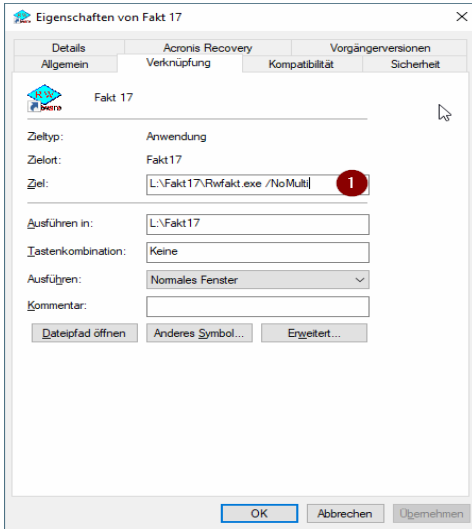 Eigenschaften von Fakt 17
Details Acronis Recovery Vorgängerversionen
Allgemein Verknüpfung Kompatibilität Sicherheit
RW
Fakt 17
Zieltyp: Anwendung
Zielort: Fakt17
Ziel: L:\Fakt17\Rwfakt.exe /NoMulti 1
Ausführen in: L:\Fakt17
Tastenkombination: Keine
Ausführen: Normales Fenster
Kommentar:
Dateipfad öffnen Anderes Symbol... Erweitert...
OK Abbrechen Übernehmen